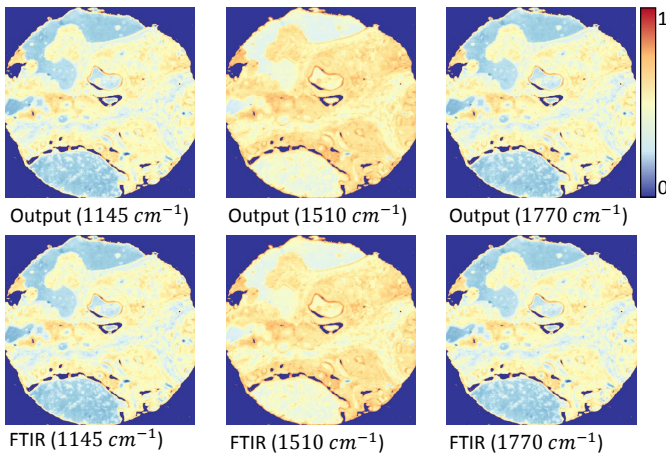 1
0
Output (1145 cm⁻¹)
Output (1510 cm⁻¹)
Output (1770 cm⁻¹)
FTIR (1145 cm⁻¹)
FTIR (1510 cm⁻¹)
FTIR (1770 cm⁻¹)